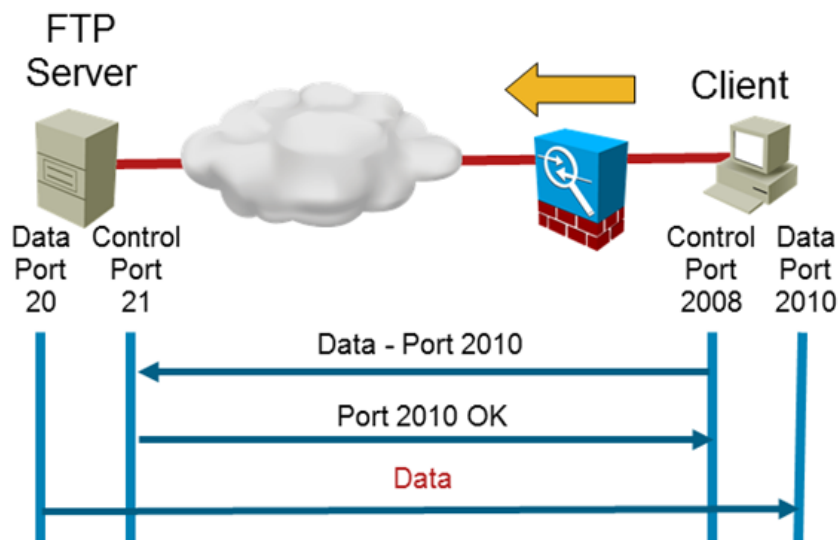 FTP
Server
Client
Data
Port
20
Control
Port
21
Control
Port
2008
Data
Port
2010
Data - Port 2010
Port 2010 OK
Data